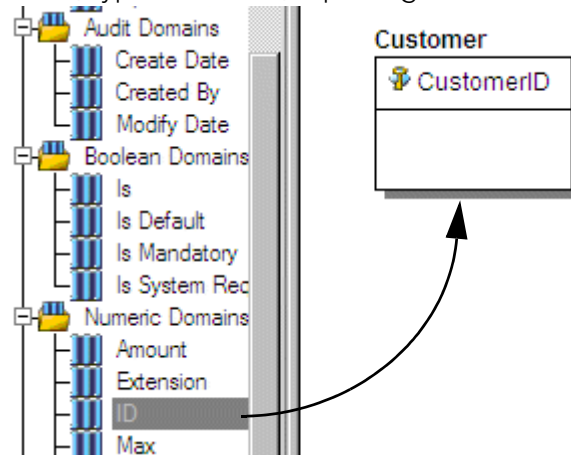 Audit Domains
Create Date
Created By
Modify Date
Boolean Domains
Is
Is Default
Is Mandatory
Is System Rec
Numeric Domains
Amount
Extension
ID
Max
Customer
CustomerID